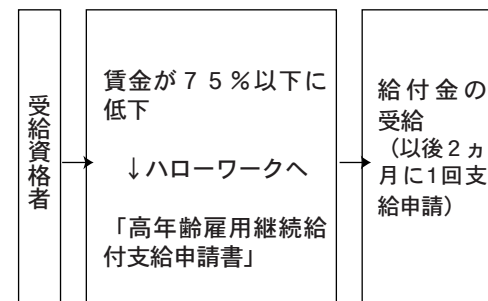 受給資格者
賃金が７５％以下に
低下
↓ハローワークへ
「高年齢雇用継続給
付支給申請書」
給付金の
受給
（以後２ヵ
月に1回支
給申請）